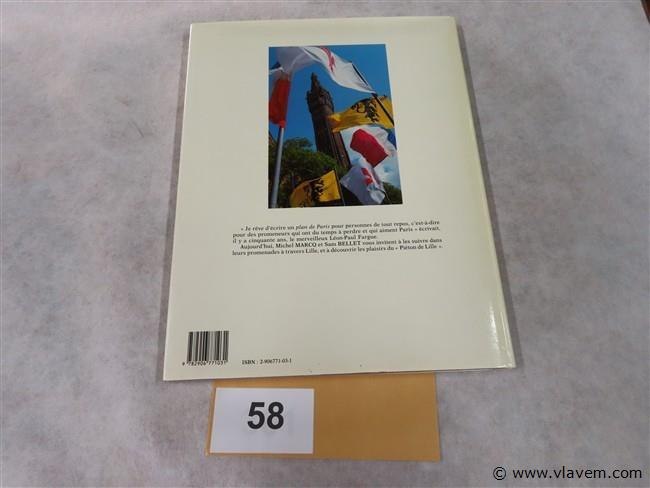 « Je rêve d'écrire un plan de Paris pour personnes de tout repos, c'est-à-dire
pour des promeneurs qui ont du temps à perdre et qui aiment Paris » écrivait,
il y a cinquante ans, le merveilleux Léon-Paul Fargue.
Aujourd'hui, Michel MARCQ et Sam BELLET vous invitent à les suivre dans
leurs promenades à travers Lille, et à découvrir les plaisirs du « Piéton de Lille ».
9 782906 771031
ISBN : 2-906771-03-1
58
© www.vlavem.com